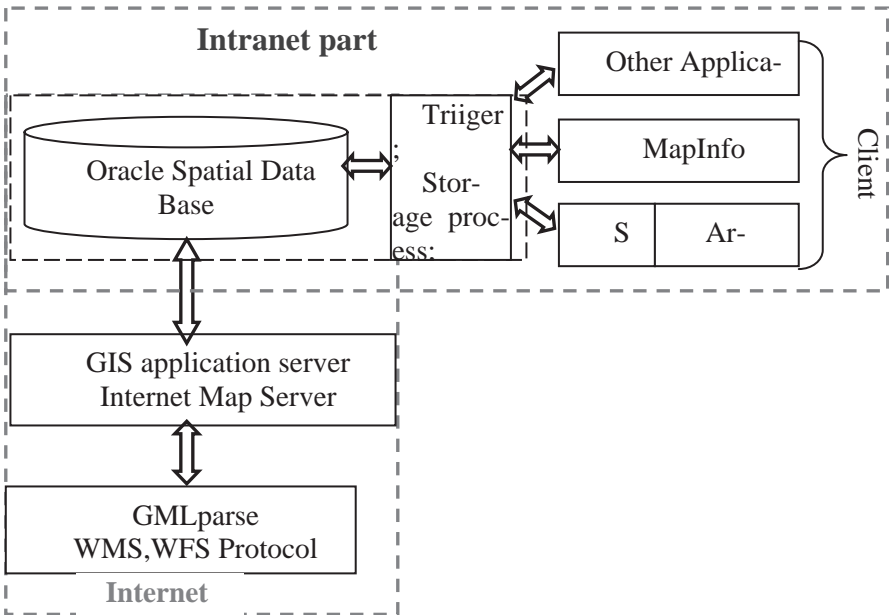 Intranet part
Other Applica-
Triiger
;
Stor-
age proc-
ess;
Oracle Spatial Data
Base
MapInfo
S
Ar-
Client
GIS application server
Internet Map Server
GMLparse
WMS,WFS Protocol
Internet